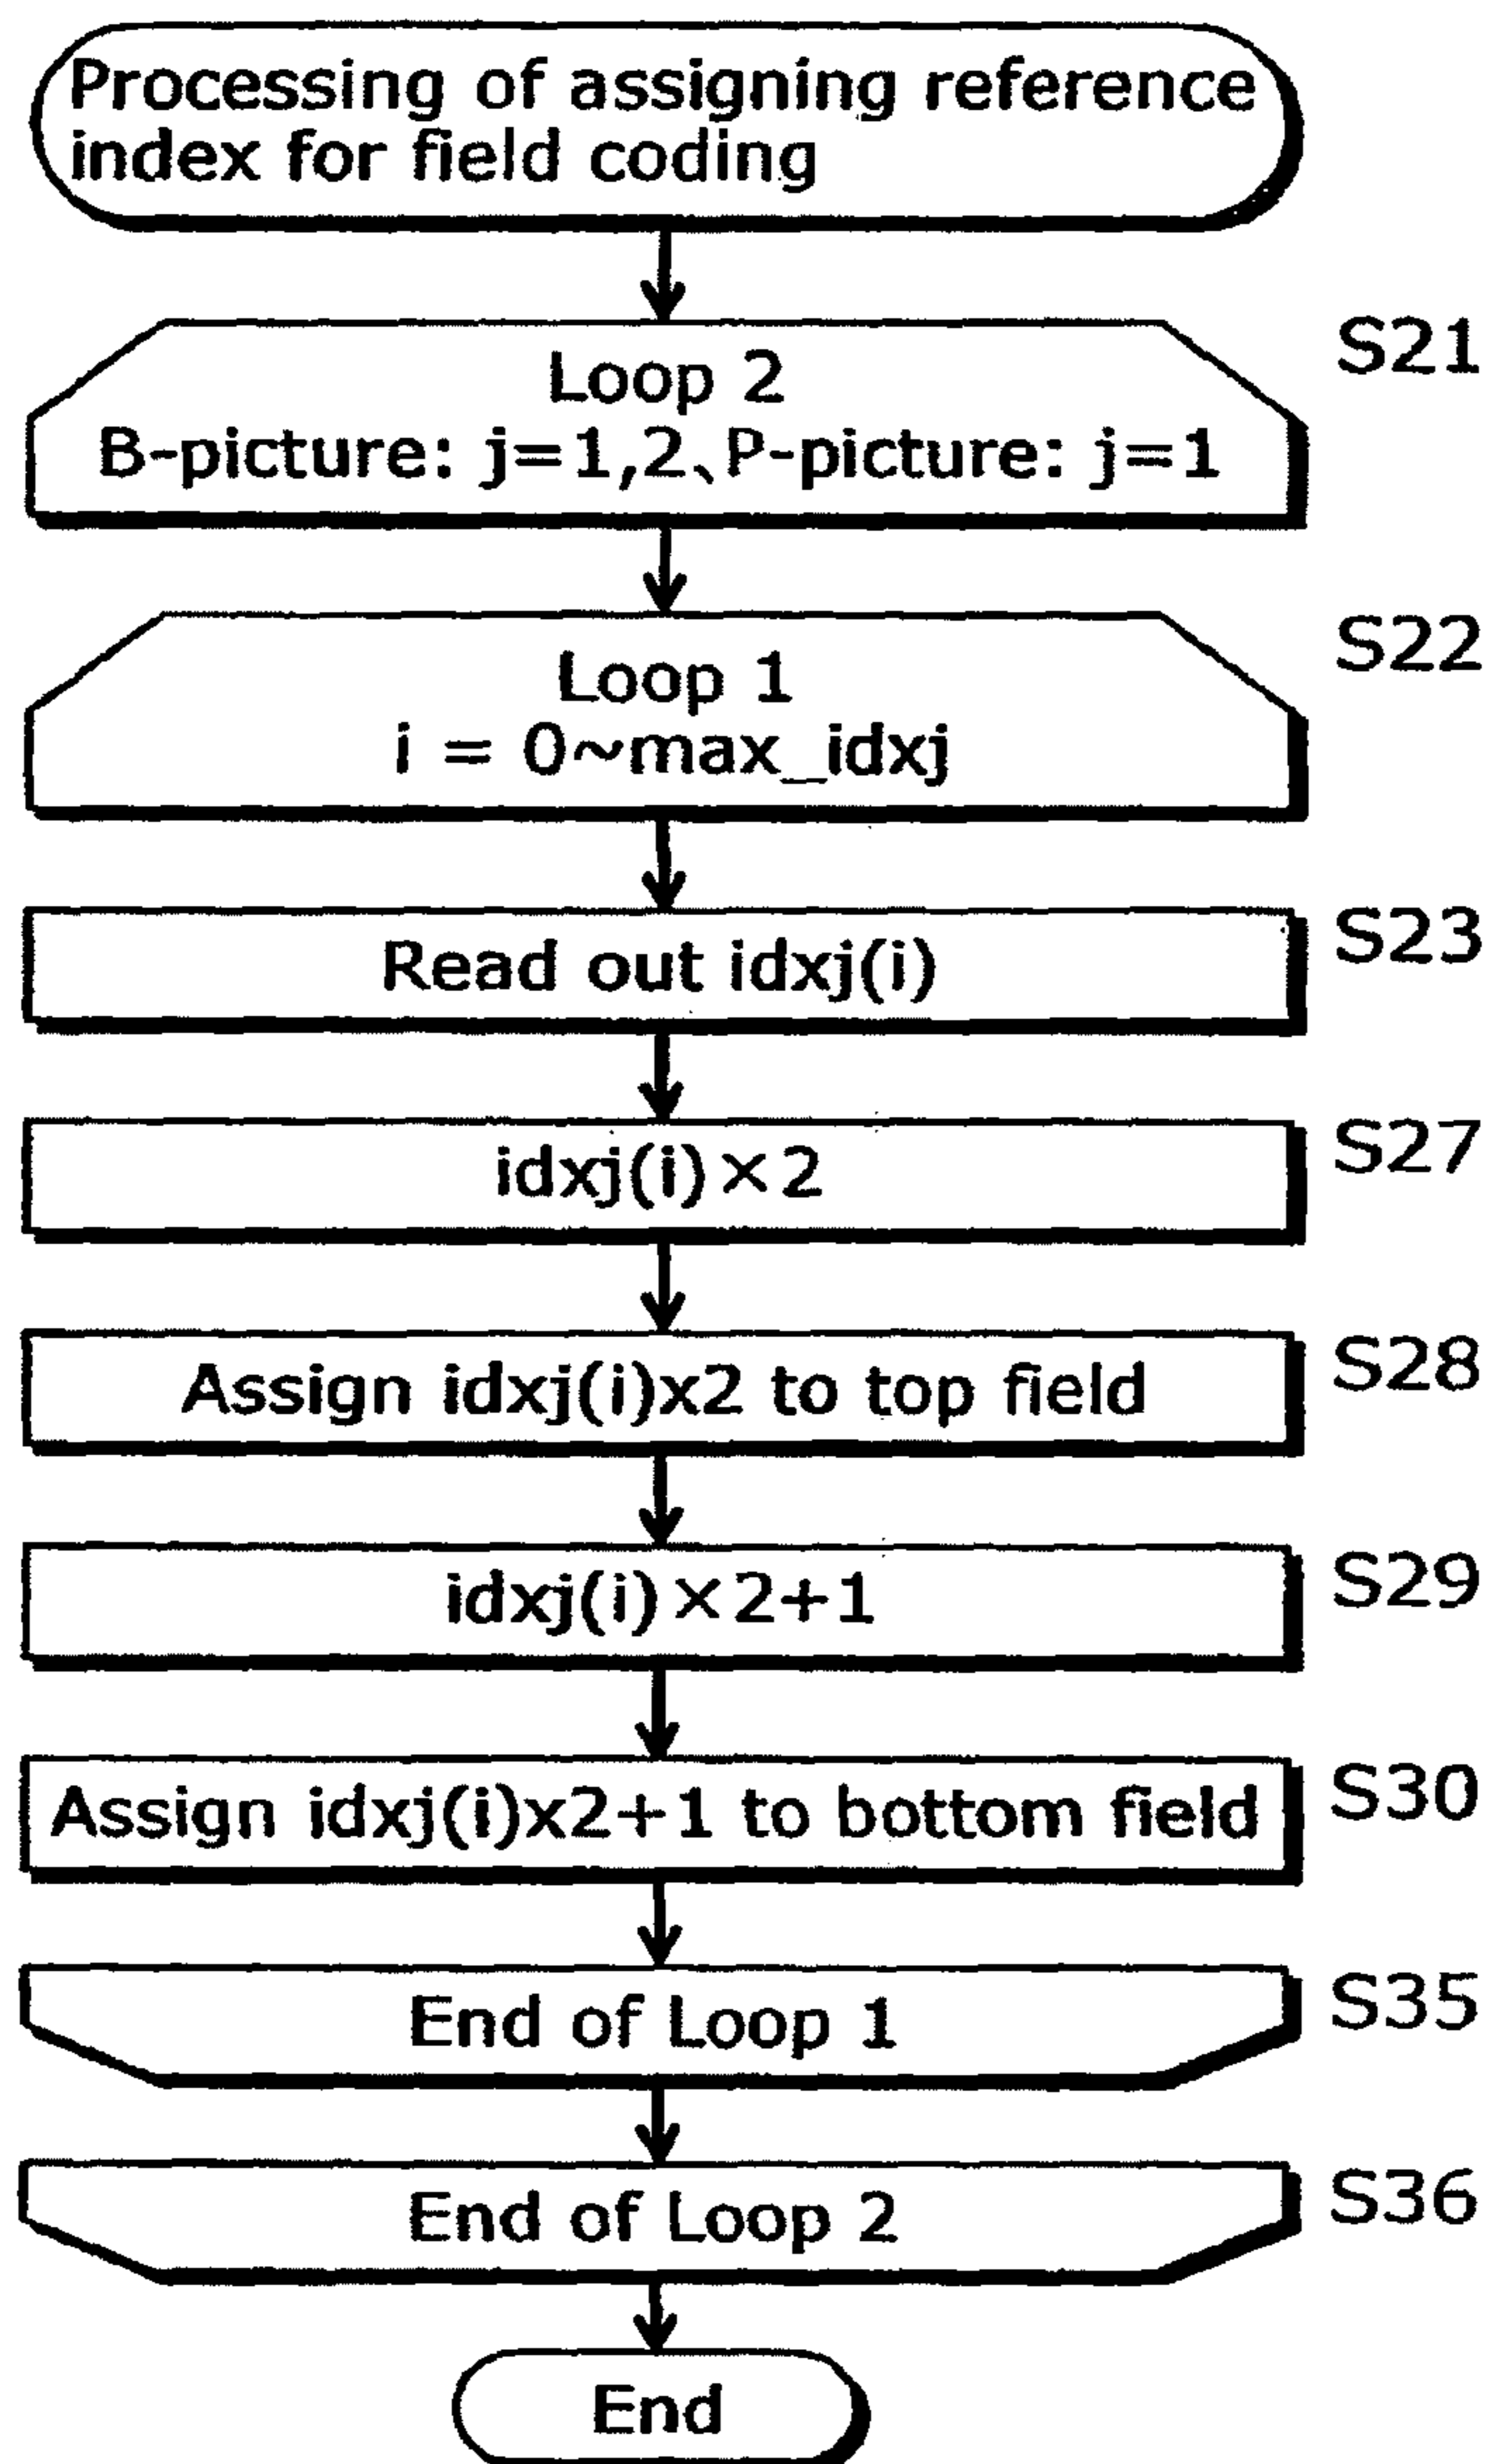 Processing of assigning reference
index for field coding
S21
Loop 2
B-picture: j=1,2、P-picture: j=1
S22
Loop 1
i = 0~max_idxj
Read out idxj(i) S23
idxj(i)×2 S27
Assign idxj(i)x2 to top field S28
idxj(i)×2+1 S29
Assign idxj(i)x2+1 to bottom field S30
End of Loop 1 S35
End of Loop 2 S36
End